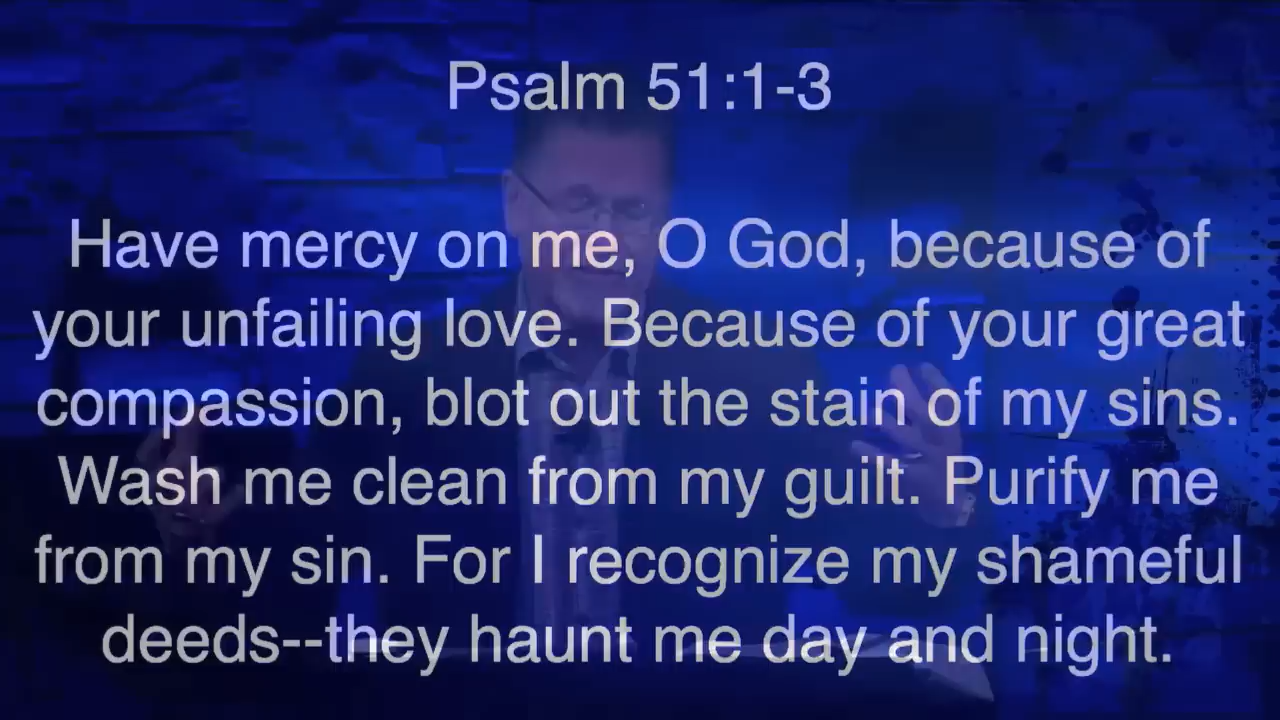 Psalm 51:1-3
Have mercy on me, O God, because of
your unfailing love. Because of your great
compassion, blot out the stain of my sins.
Wash me clean from my guilt. Purify me
from my sin. For I recognize my shameful
deeds--they haunt me day and night.